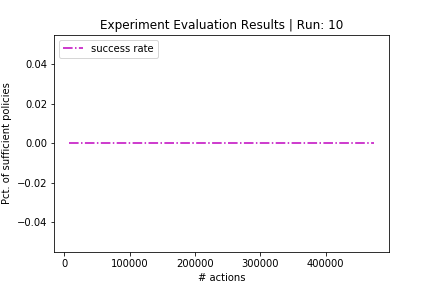 Experiment Evaluation Results | Run: 10
success rate
Pct. of sufficient policies
0.04
0.02
0.00
−0.02
−0.04
0 100000 200000 300000 400000
# actions